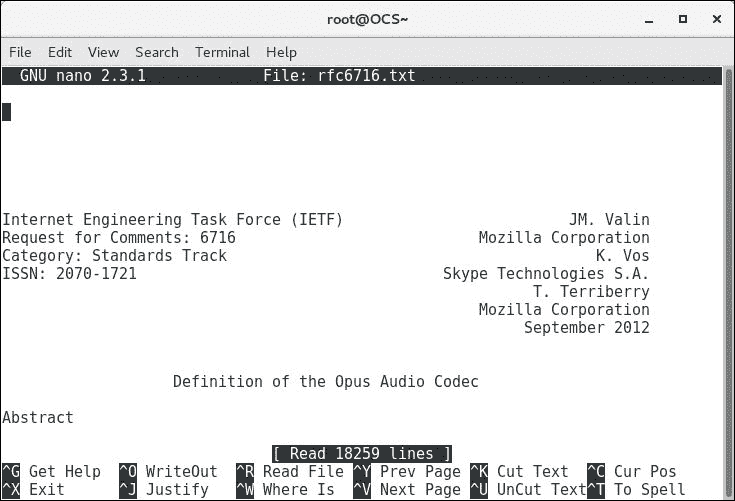 root@OCS~
File Edit View Search Terminal Help
GNU nano 2.3.1 File: rfc6716.txt
Internet Engineering Task Force (IETF) JM. Valin
Request for Comments: 6716 Mozilla Corporation
Category: Standards Track K. Vos
ISSN: 2070-1721 Skype Technologies S.A.
T. Terriberry
Mozilla Corporation
September 2012
Definition of the Opus Audio Codec
Abstract
[ Read 18259 lines ]
^G Get Help ^O WriteOut ^R Read File ^Y Prev Page ^K Cut Text ^C Cur Pos
^X Exit ^J Justify ^W Where Is ^V Next Page ^U UnCut Text ^T To Spell